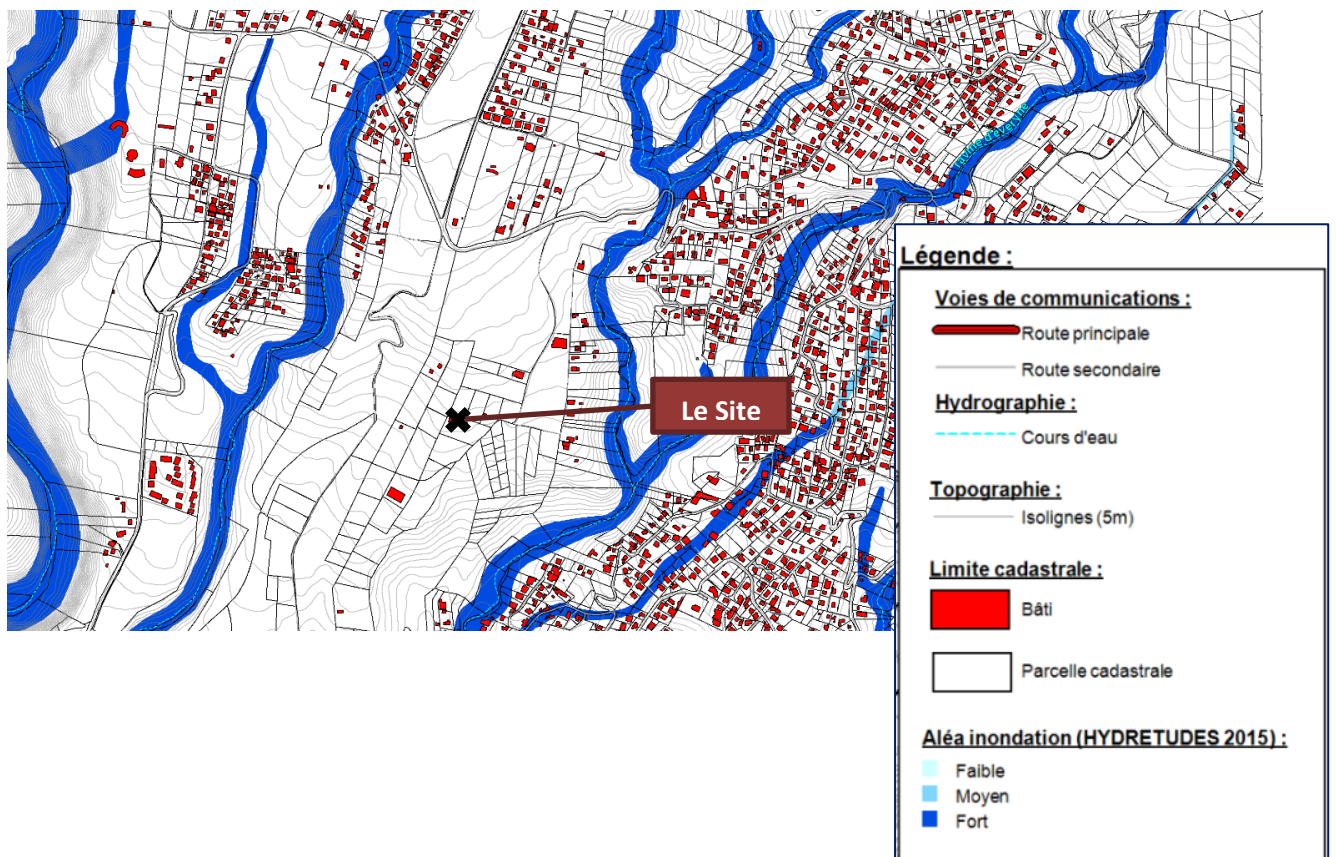 Le Site
Légende :
Voies de communications :
Route principale
Route secondaire
Hydrographie :
Cours d'eau
Topographie :
Isolignes (5m)
Limite cadastrale :
Bâti
Parcelle cadastrale
Aléa inondation (HYDRETUDES 2015) :
Faible
Moyen
Fort